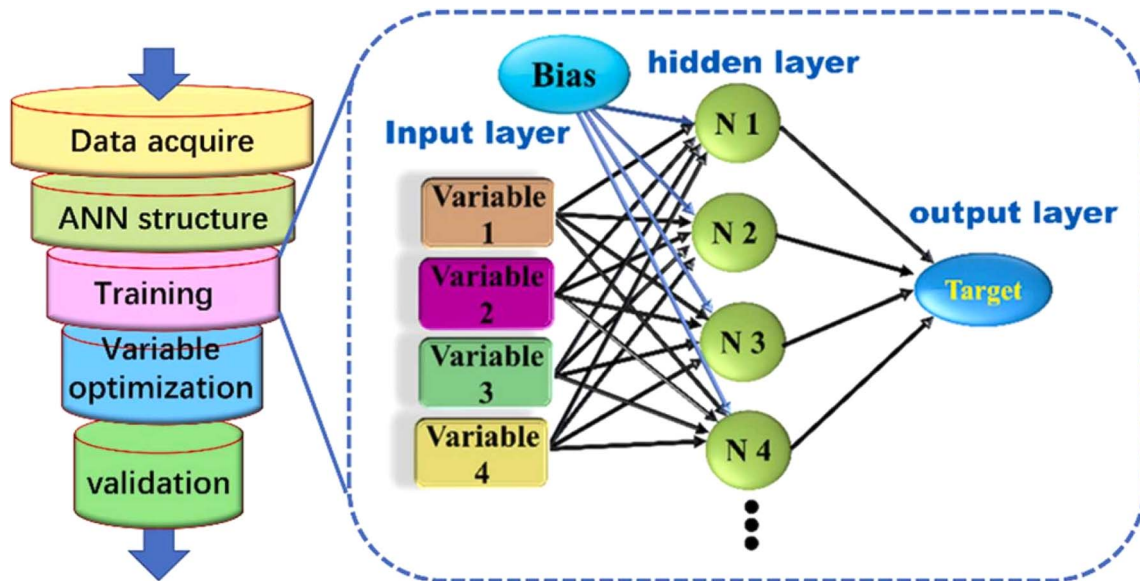 Data acquire
ANN structure
Training
Variable
optimization
validation
Bias
hidden layer
Input layer
Variable
1
Variable
2
Variable
3
Variable
4
N 1
N 2
N 3
N 4
output layer
Target